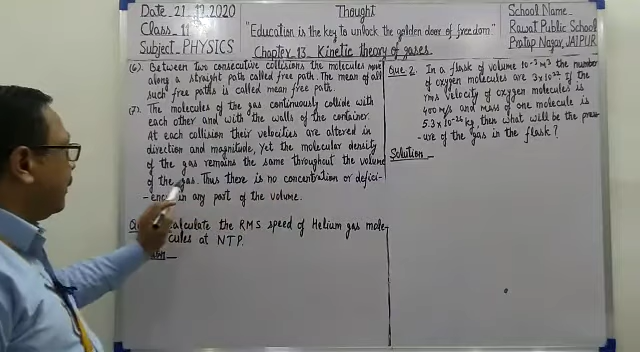 Date 21.12.2020
Class 11
Subject PHYSICS
Thought
"Education is the key to unlock the golden door of freedom"
Chapter 13. Kinetic theory of gases
School Name
Rawat Public School
Pratap Nagar, JAIPUR
(6). Between two consecutive collisions the molecules move
along a straight path called free path. The mean of all
such free paths is called mean free path.
(7). The molecules of the gas continuously collide with
each other and with the walls of the container.
At each collision their velocities are altered in
direction and magnitude, yet the molecular density
of the gas remains the same throughout the volume
of the gas. Thus there is no concentration or defici-
-ence in any part of the volume.
calculate the RMS speed of Helium gas mole-
cules at NTP.
Que 2. In a flask of volume 10⁻³ m³ the number
of oxygen molecules are 3×10²² if the
rms velocity of oxygen molecules is
400 m/s and mass of one molecule is
5.3×10⁻²⁶ kg then what will be the press-
-ure of the gas in the flask?
Solution_